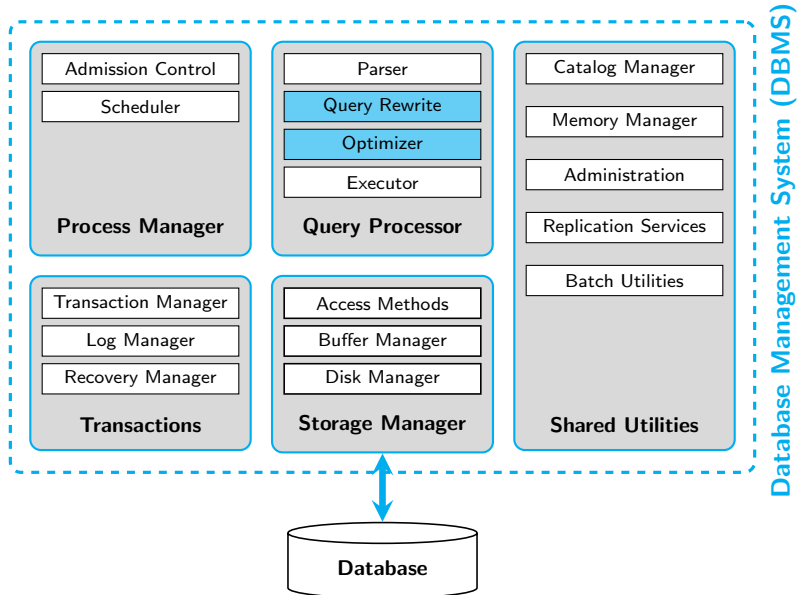 Admission Control
Scheduler
Process Manager
Parser
Query Rewrite
Optimizer
Executor
Query Processor
Catalog Manager
Memory Manager
Administration
Replication Services
Batch Utilities
Shared Utilities
Transaction Manager
Log Manager
Recovery Manager
Transactions
Access Methods
Buffer Manager
Disk Manager
Storage Manager
Database Management System (DBMS)
Database